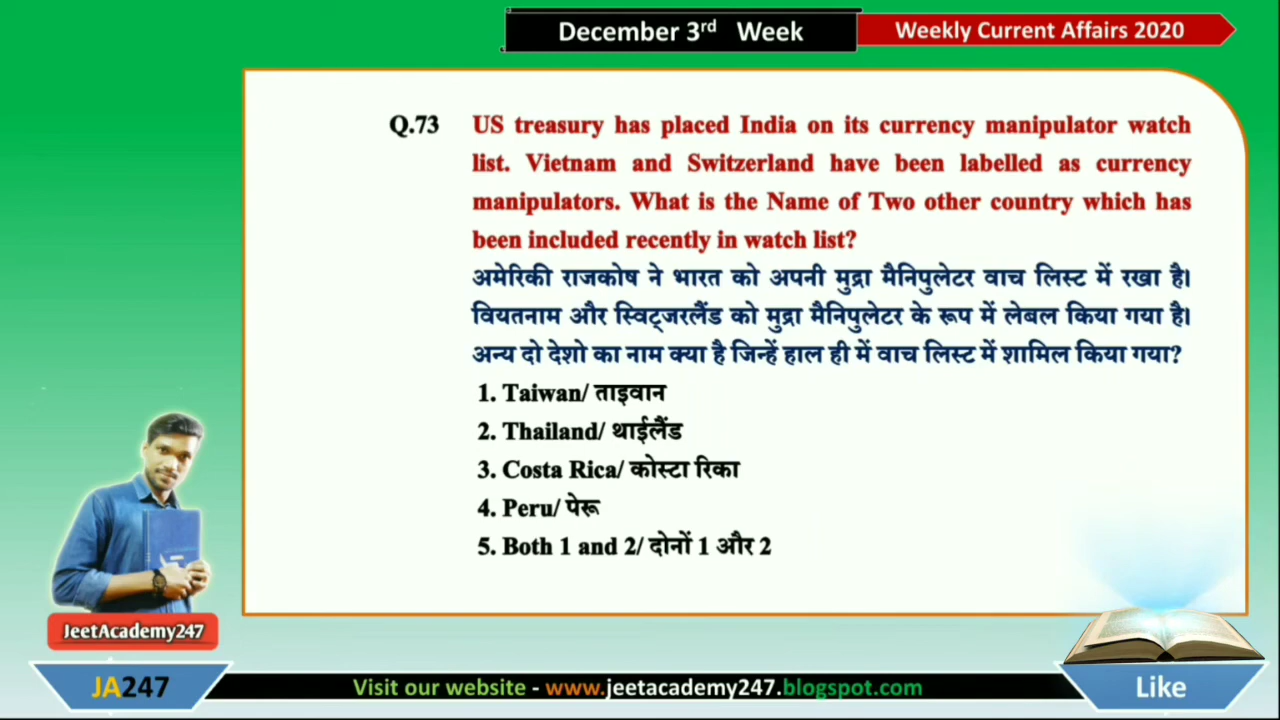 December 3rd Week
Weekly Current Affairs 2020
Q.73 US treasury has placed India on its currency manipulator watch
list. Vietnam and Switzerland have been labelled as currency
manipulators. What is the Name of Two other country which has
been included recently in watch list?
अमेरिकी राजकोष ने भारत को अपनी मुद्रा मैनिपुलेटर वाच लिस्ट में रखा है।
वियतनाम और स्विट्जरलैंड को मुद्रा मैनिपुलेटर के रूप में लेबल किया गया है।
अन्य दो देशो का नाम क्या है जिन्हें हाल ही में वाच लिस्ट में शामिल किया गया?
1. Taiwan/ ताइवान
2. Thailand/ थाईलैंड
3. Costa Rica/ कोस्टा रिका
4. Peru/ पेरू
5. Both 1 and 2/ दोनों 1 और 2
JeetAcademy247
JA247
Visit our website - www.jeetacademy247.blogspot.com
Like